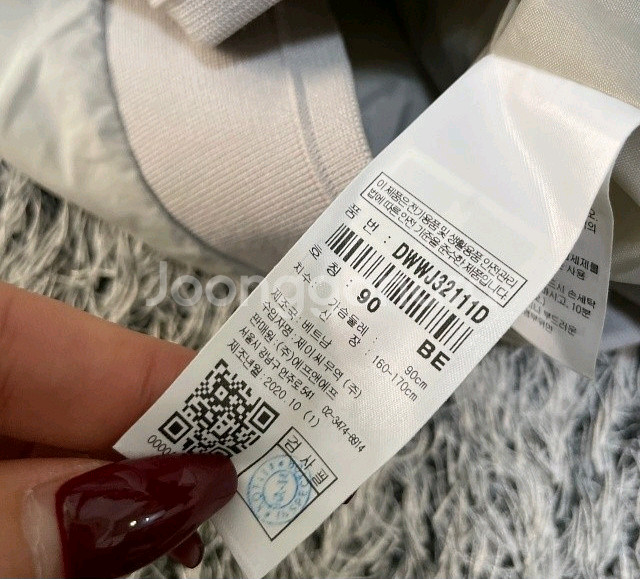 이 제품은 전기용품 및 생활용품 안전관리
법에 따른 안전 기준을 준수한 제품입니다
품 번 : DWWJ32111D
호 칭 90 BE
치수 가슴둘레 : 90cm
신 장 : 160-170cm
제조국 : 베트남
수입자명 : 제이씨무역 (주)
판매원 : (주)에프앤에프
서울시 강남구 언주로 541 02-3474-8914
제조년월 2020. 10 (1)
검사필